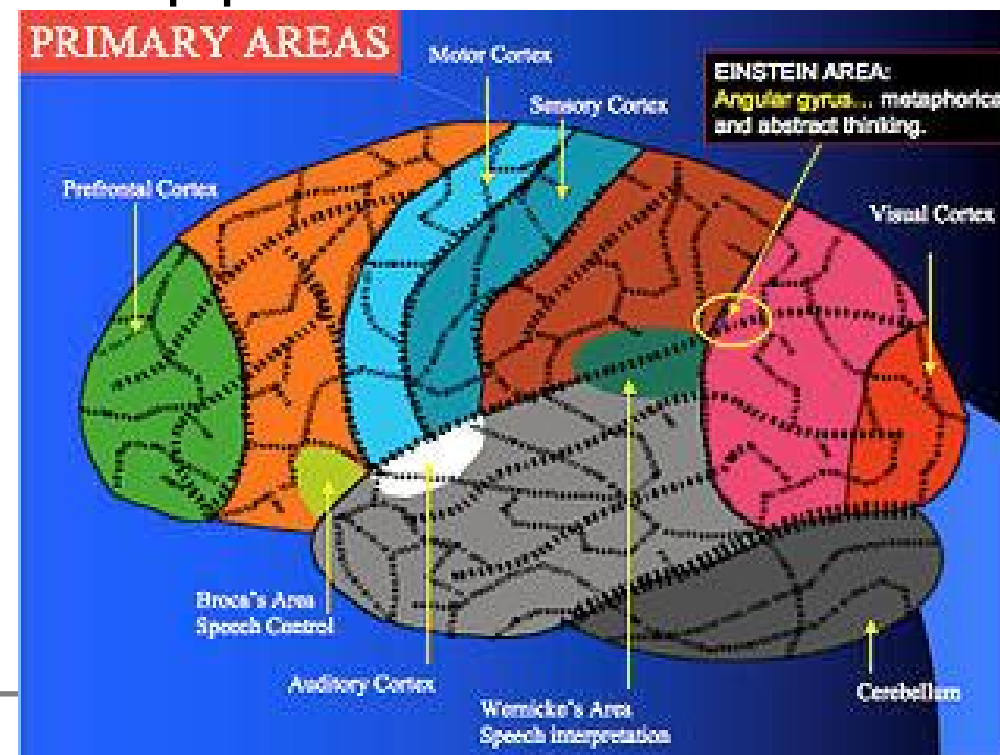 PRIMARY AREAS
Motor Cortex
Sensory Cortex
EINSTEIN AREA:
Angular gyrus... metaphorica
and abstract thinking.
Prefrontal Cortex
Visual Cortex
Broca's Area
Speech Control
Auditory Cortex
Wernicke's Area
Speech interpretation
Cerebellum